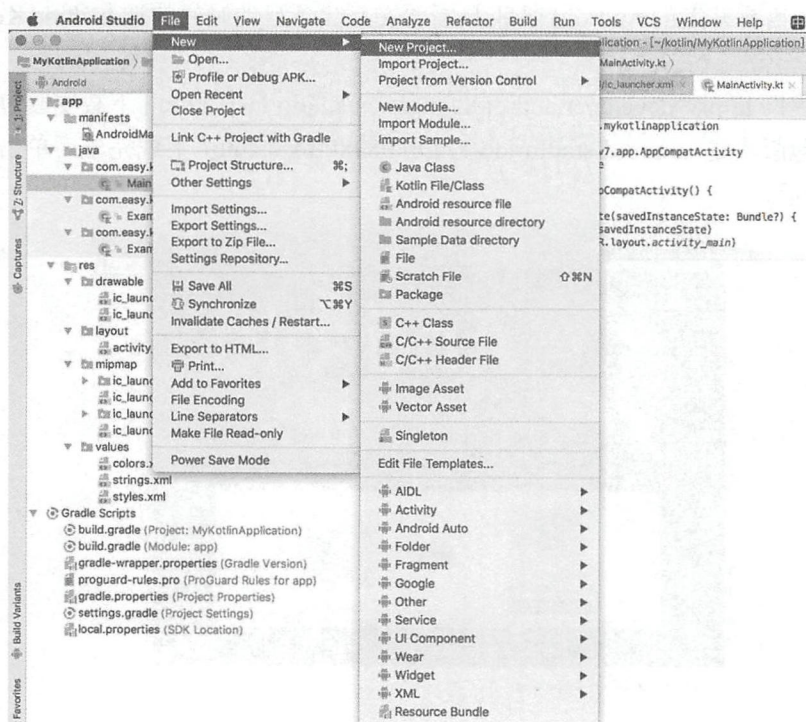 Android Studio File Edit View Navigate Code Analyze Refactor Build Run Tools VCS Window Help
MyKotlinApplication
Android
app
manifests
AndroidMa
java
com.easy.k
Main
com.easy.k
Exam
com.easy.k
Exam
res
drawable
ic_launc
ic_launc
layout
activity_
mipmap
ic_launc
ic_launc
ic_launc
ic_launc
values
colors.x
strings.xml
styles.xml
Gradle Scripts
build.gradle (Project: MyKotlinApplication)
build.gradle (Module: app)
gradle-wrapper.properties (Gradle Version)
proguard-rules.pro (ProGuard Rules for app)
gradle.properties (Project Properties)
settings.gradle (Project Settings)
local.properties (SDK Location)
1: Project
Z: Structure
Captures
Build Variants
Favorites
New
Open...
Profile or Debug APK...
Open Recent
Close Project
Link C++ Project with Gradle
Project Structure... ⌘;
Other Settings
Import Settings...
Export Settings...
Export to Zip File...
Settings Repository...
Save All ⌘S
Synchronize ⌥⌘Y
Invalidate Caches / Restart...
Export to HTML...
Print...
Add to Favorites
File Encoding
Line Separators
Make File Read-only
Power Save Mode
New Project...
Import Project...
Project from Version Control
New Module...
Import Module...
Import Sample...
Java Class
Kotlin File/Class
Android resource file
Android resource directory
Sample Data directory
File
Scratch File ⇧⌘N
Package
C++ Class
C/C++ Source File
C/C++ Header File
Image Asset
Vector Asset
Singleton
Edit File Templates...
AIDL
Activity
Android Auto
Folder
Fragment
Google
Other
Service
UI Component
Wear
Widget
XML
Resource Bundle
lication - [~/kotlin/MyKotlinApplication]
MainActivity.kt
/ic_launcher.xml MainActivity.kt
.mykotlinapplication
v7.app.AppCompatActivity
e
pCompatActivity() {
te(savedInstanceState: Bundle?) {
savedInstanceState)
R.layout.activity_main)